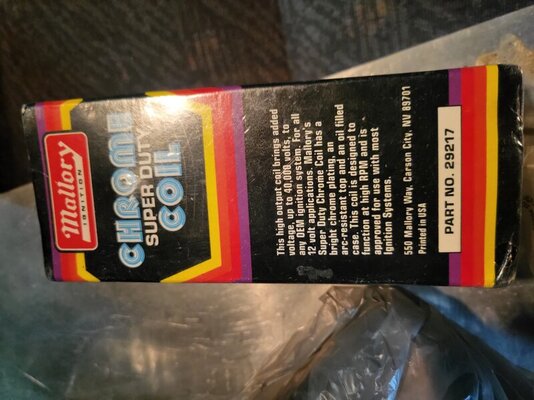 Mallory
IGNITION
CHROME
SUPER DUTY
COIL
This high output coil brings added
voltage, up to 40,000 volts, to
any OEM ignition system. For all
12 volt applications. Mallory's
Super Duty Chrome Coil has a
bright chrome plating, an
arc-resistant top and an oil filled
case. This coil is designed to
function at high RPM and is
approved for use with most
Ignition Systems.
550 Mallory Way, Carson City, NV 89701
Printed in USA
PART NO. 29217